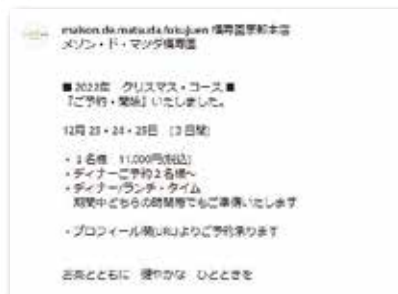 maison.de.matsuda.fukujuen 福寿園京都本店
メゾン・ド・マツダ福寿園
■ 2022年 クリスマス・コース ■
『ご予約・開始』いたしました。
12月 23・24・25日 (3日間)
・1名様 11,000円(税込)
・ディナーご予約2名様〜
・ディナー/ランチ・タイム
期間中どちらの時間帯でもご準備いたします
・プロフィール欄URLよりご予約承ります
お茶とともに 健やかな ひとときを